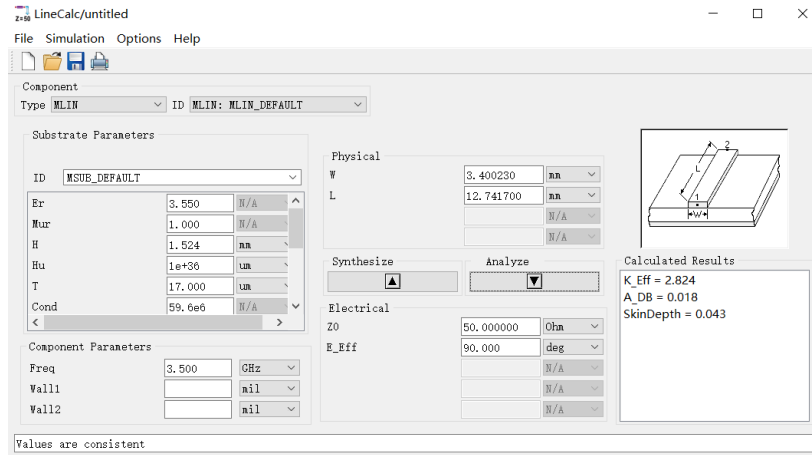 Z=50 LineCalc/untitled
File Simulation Options Help
Component
Type MLIN ID MLIN: MLIN_DEFAULT
Substrate Parameters
ID MSUB_DEFAULT
Er 3.550 N/A
Mur 1.000 N/A
H 1.524 mm
Hu 1e+36 um
T 17.000 um
Cond 59.6e6 N/A
Component Parameters
Freq 3.500 GHz
Wall1 mil
Wall2 mil
Physical
W 3.400230 mm
L 12.741700 mm
N/A
N/A
Synthesize Analyze
Electrical
Z0 50.000000 Ohm
E_Eff 90.000 deg
N/A
N/A
N/A
2
L
1
W
Calculated Results
K_Eff = 2.824
A_DB = 0.018
SkinDepth = 0.043
Values are consistent